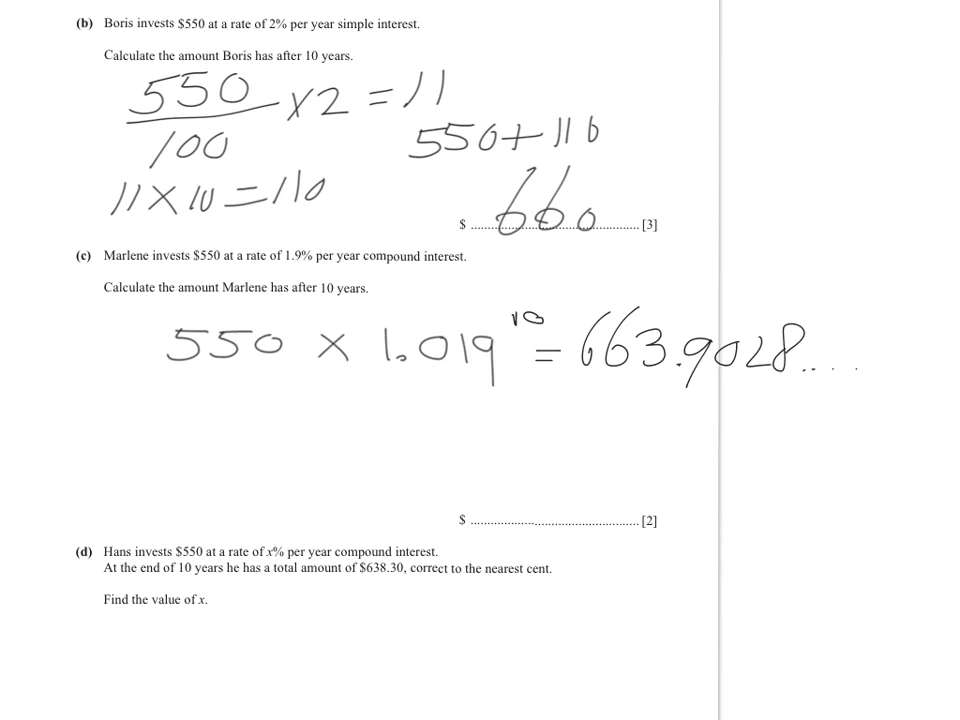 (b) Boris invests $550 at a rate of 2% per year simple interest.
Calculate the amount Boris has after 10 years.
550/100 × 2 = 11
550 + 110
11 × 10 = 110
$ 660 [3]
(c) Marlene invests $550 at a rate of 1.9% per year compound interest.
Calculate the amount Marlene has after 10 years.
550 × 1.019^10 = 663.9028....
$ ................................................ [2]
(d) Hans invests $550 at a rate of x% per year compound interest.
At the end of 10 years he has a total amount of $638.30, correct to the nearest cent.
Find the value of x.